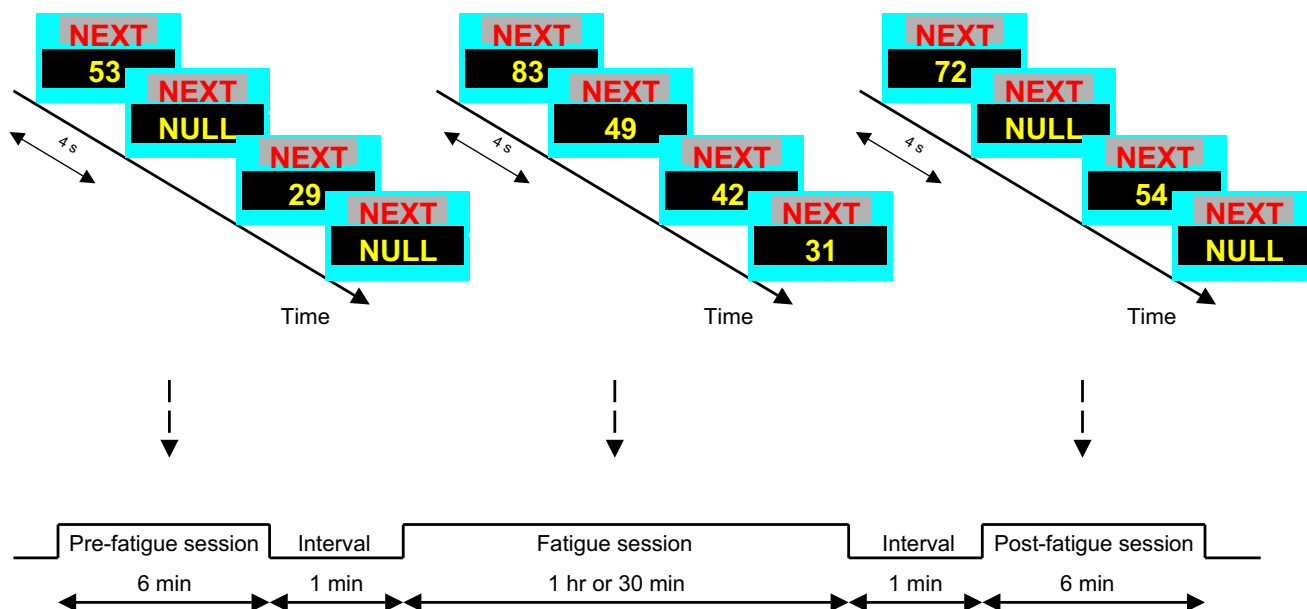 NEXT
53
NEXT
NULL
NEXT
29
NEXT
NULL
4 s
Time
NEXT
83
NEXT
49
NEXT
42
NEXT
31
4 s
Time
NEXT
72
NEXT
NULL
NEXT
54
NEXT
NULL
4 s
Time
Pre-fatigue session
Interval
Fatigue session
Interval
Post-fatigue session
6 min
1 min
1 hr or 30 min
1 min
6 min